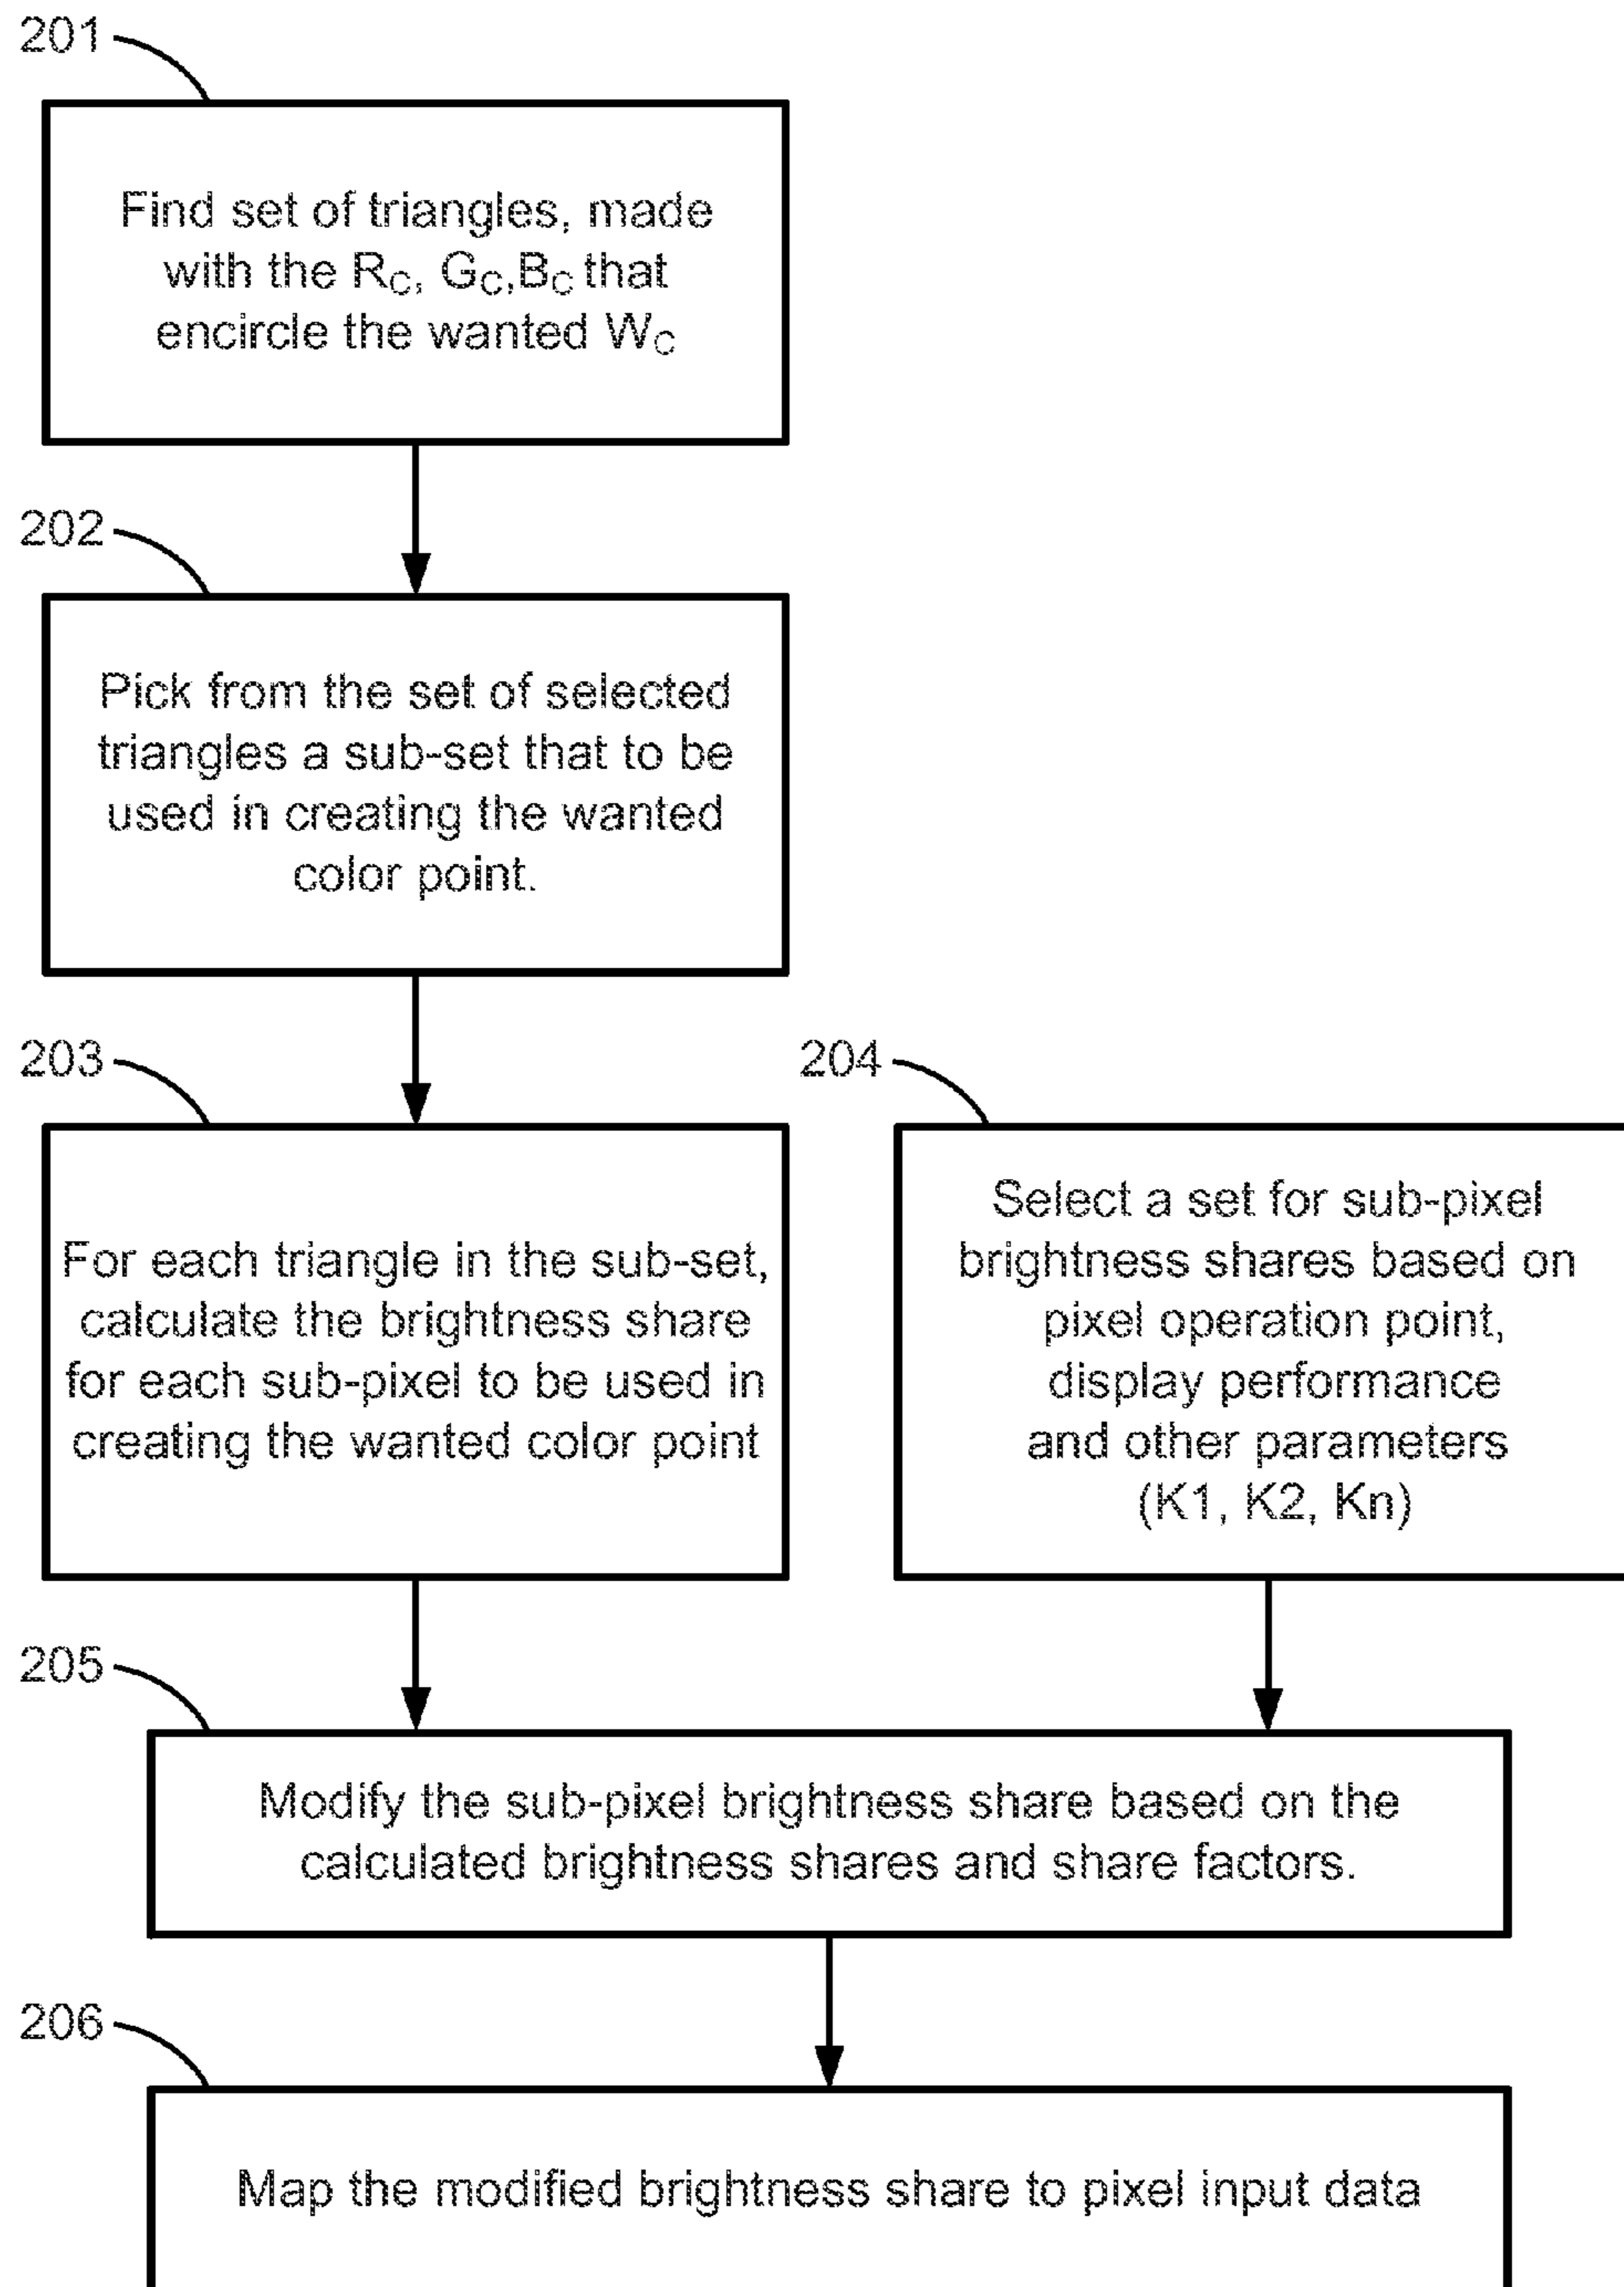 201
Find set of triangles, made
with the RC, GC,BC that
encircle the wanted WC
202
Pick from the set of selected
triangles a sub-set that to be
used in creating the wanted
color point.
203
For each triangle in the sub-set,
calculate the brightness share
for each sub-pixel to be used in
creating the wanted color point
204
Select a set for sub-pixel
brightness shares based on
pixel operation point,
display performance
and other parameters
(K1, K2, Kn)
205
Modify the sub-pixel brightness share based on the
calculated brightness shares and share factors.
206
Map the modified brightness share to pixel input data